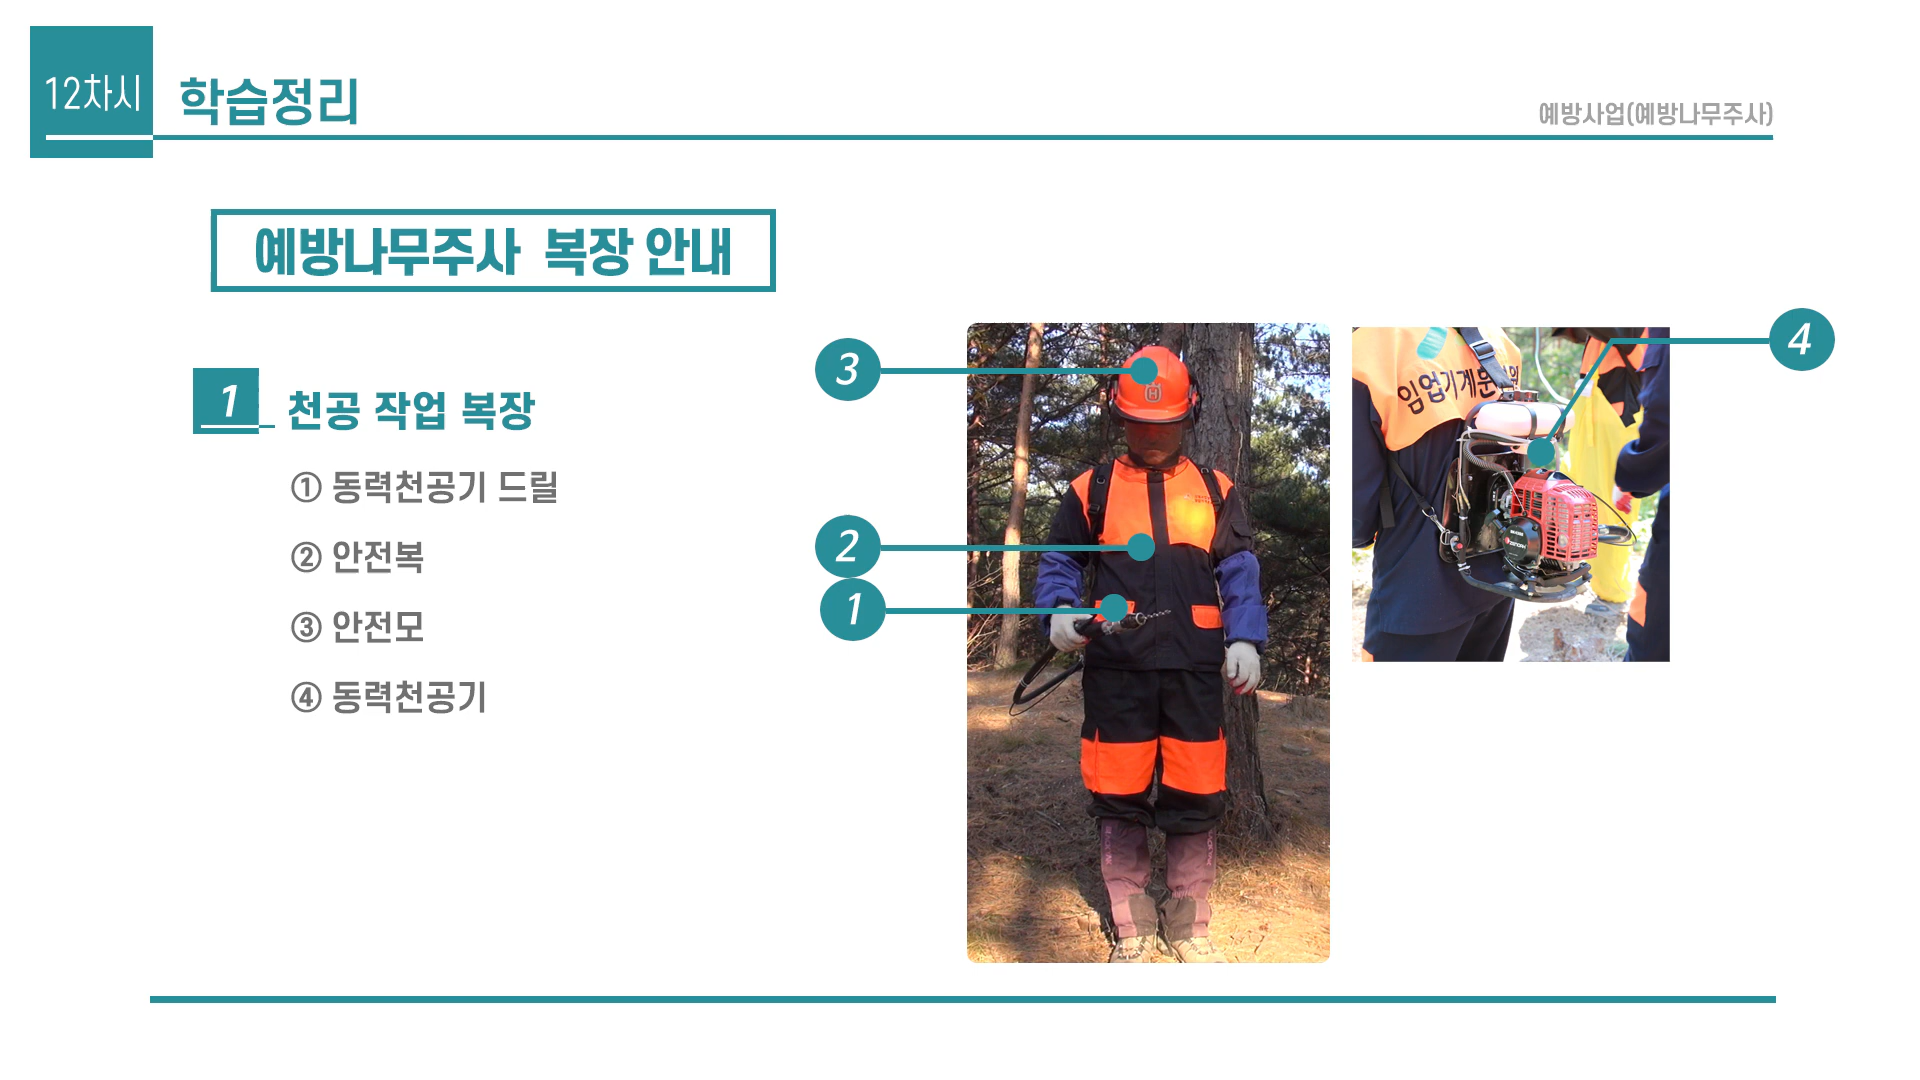 12차시
학습정리
예방사업(예방나무주사)
예방나무주사 복장 안내
1 천공 작업 복장
① 동력천공기 드릴
② 안전복
③ 안전모
④ 동력천공기
3
2
1
4
임업기계훈